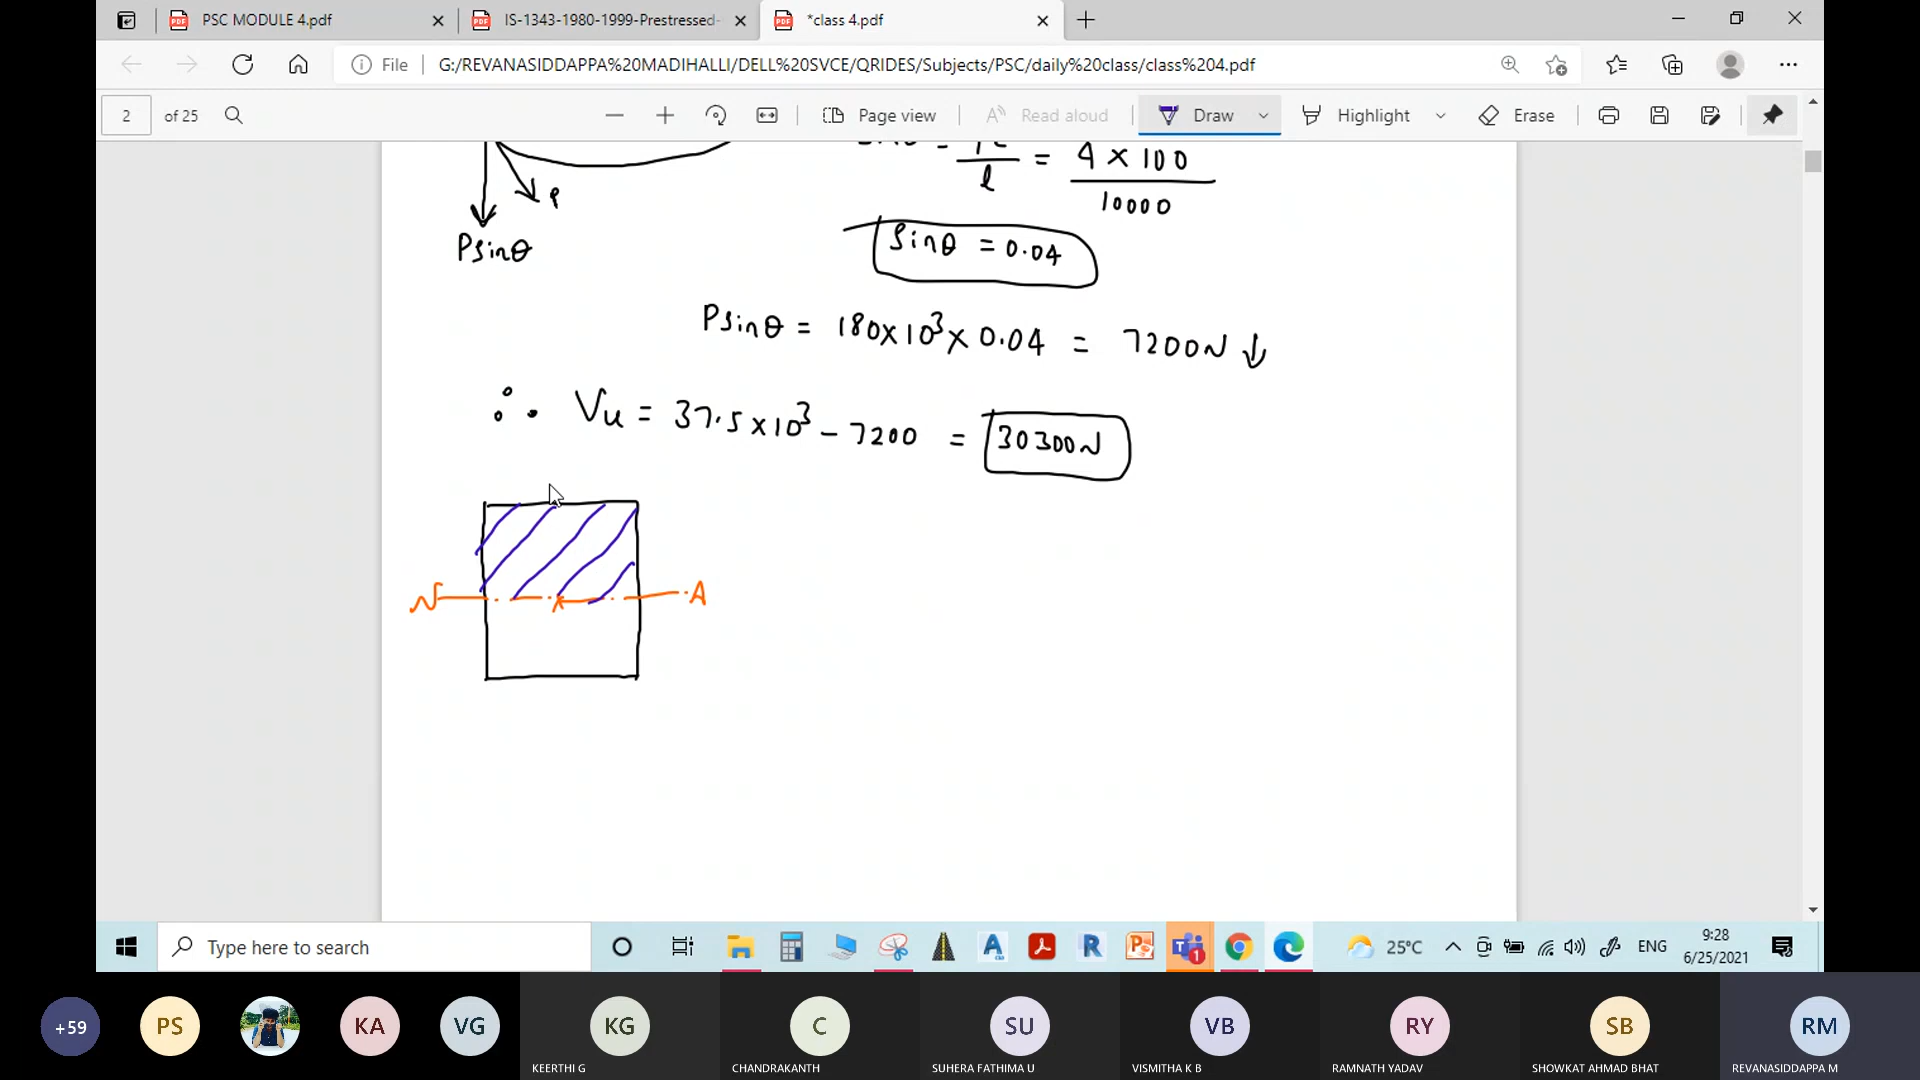 PSC MODULE 4.pdf
IS-1343-1980-1999-Prestressed-
*class 4.pdf
File
G:/REVANASIDDAPPA%20MADIHALLI/DELL%20SVCE/QRIDES/Subjects/PSC/daily%20class/class%204.pdf
2 of 25
Page view
Read aloud
Draw
Highlight
Erase
= 4 × 100
l
10000
P
Psinθ
Sinθ = 0.04
Psinθ = 180×10³× 0.04 = 7200N ↓
∴ Vu = 37.5×10³ – 7200 = 30300N
N
A
Type here to search
1
25°C
ENG
9:28
6/25/2021
+59
PS
KA
VG
KG
C
SU
VB
RY
SB
RM
KEERTHI G
CHANDRAKANTH
SUHERA FATHIMA U
VISMITHA K B
RAMNATH YADAV
SHOWKAT AHMAD BHAT
REVANASIDDAPPA M